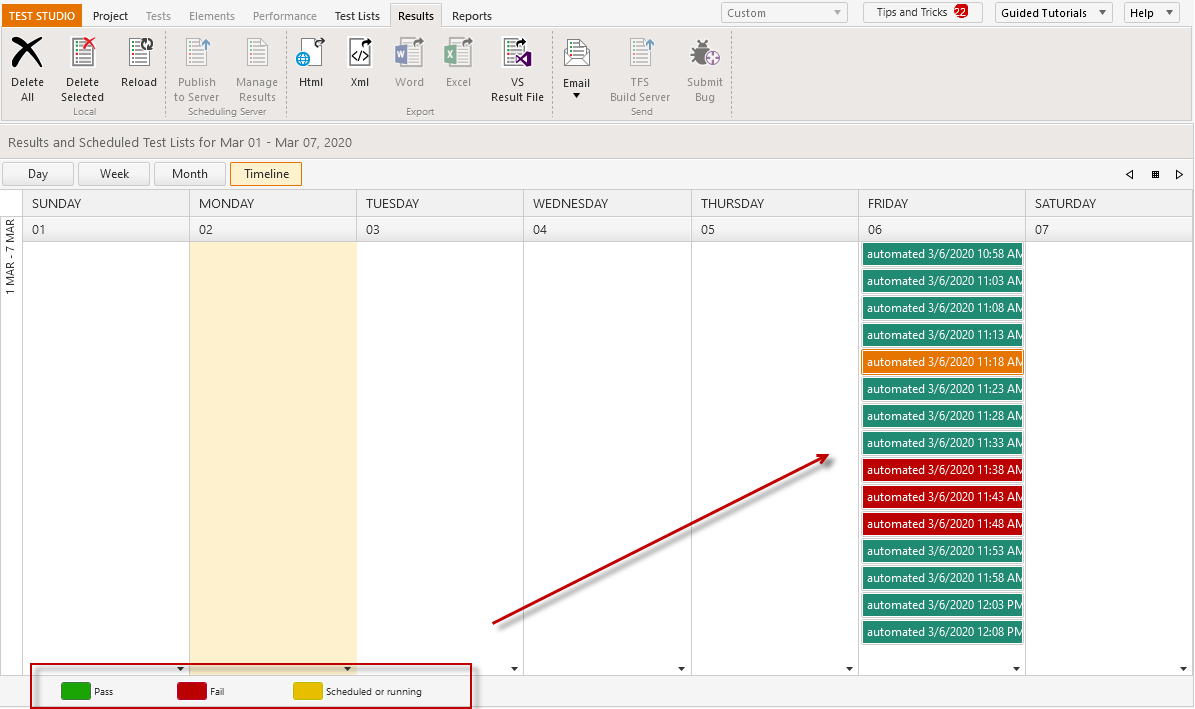 TEST STUDIO Project Tests Elements Performance Test Lists Results Reports Custom Tips and Tricks 22 Guided Tutorials Help
Delete All
Delete Selected
Reload
Local
Publish to Server
Manage Results
Scheduling Server
Html
Xml
Word
Excel
VS Result File
Export
Email
TFS Build Server
Submit Bug
Send
Results and Scheduled Test Lists for Mar 01 - Mar 07, 2020
Day Week Month Timeline
SUNDAY MONDAY TUESDAY WEDNESDAY THURSDAY FRIDAY SATURDAY
01 02 03 04 05 06 07
1 MAR - 7 MAR
automated 3/6/2020 10:58 AM
automated 3/6/2020 11:03 AM
automated 3/6/2020 11:08 AM
automated 3/6/2020 11:13 AM
automated 3/6/2020 11:18 AM
automated 3/6/2020 11:23 AM
automated 3/6/2020 11:28 AM
automated 3/6/2020 11:33 AM
automated 3/6/2020 11:38 AM
automated 3/6/2020 11:43 AM
automated 3/6/2020 11:48 AM
automated 3/6/2020 11:53 AM
automated 3/6/2020 11:58 AM
automated 3/6/2020 12:03 PM
automated 3/6/2020 12:08 PM
Pass Fail Scheduled or running